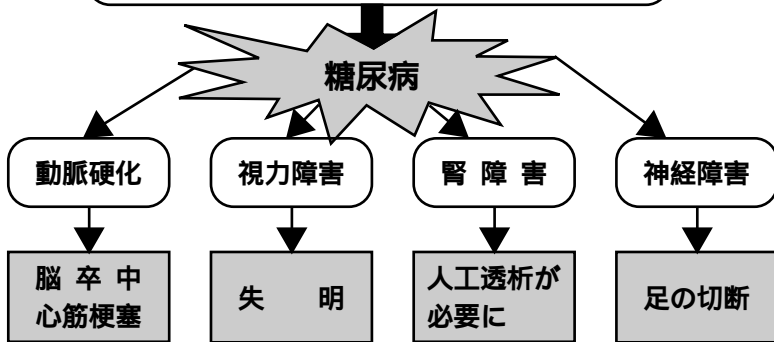 糖尿病
動脈硬化
視力障害
腎 障 害
神経障害
脳 卒 中
心筋梗塞
失　明
人工透析が
必要に
足の切断